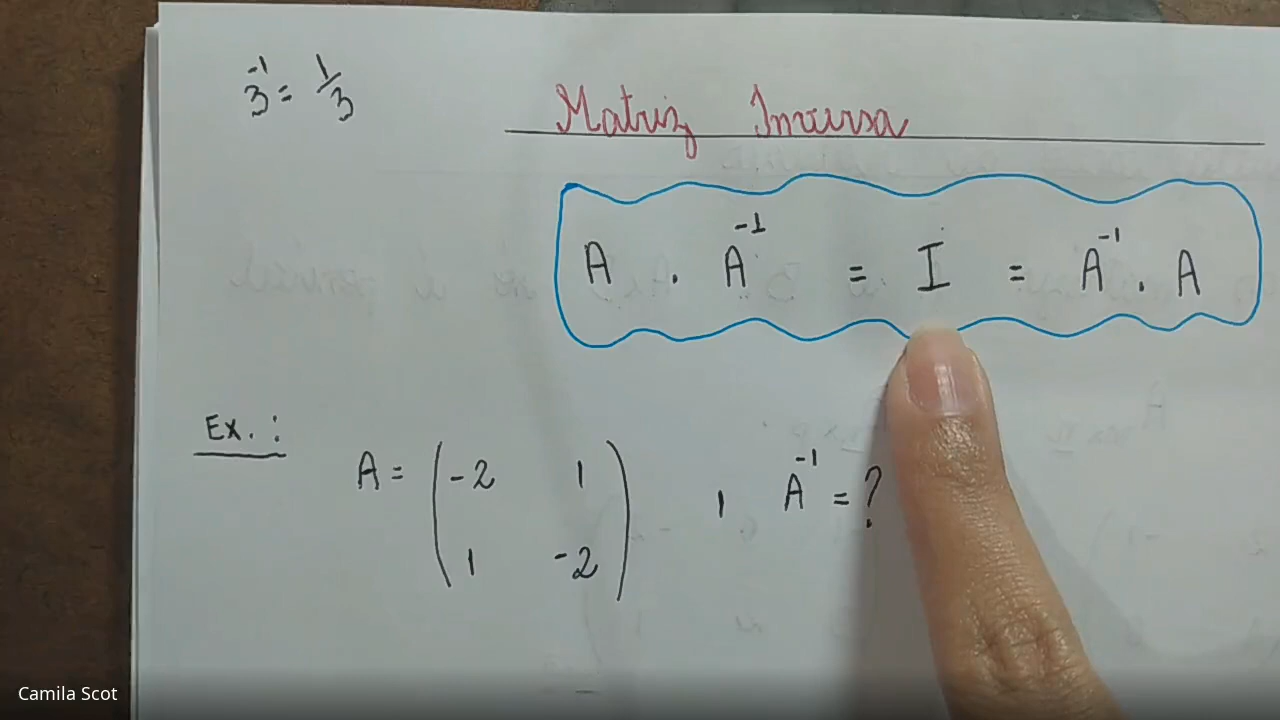 3⁻¹ = 1/3
Matriz Inversa
A . A⁻¹ = I = A⁻¹ . A
Ex. :
A = ( -2 1 , A⁻¹ = ?
1 -2 )
Camila Scot